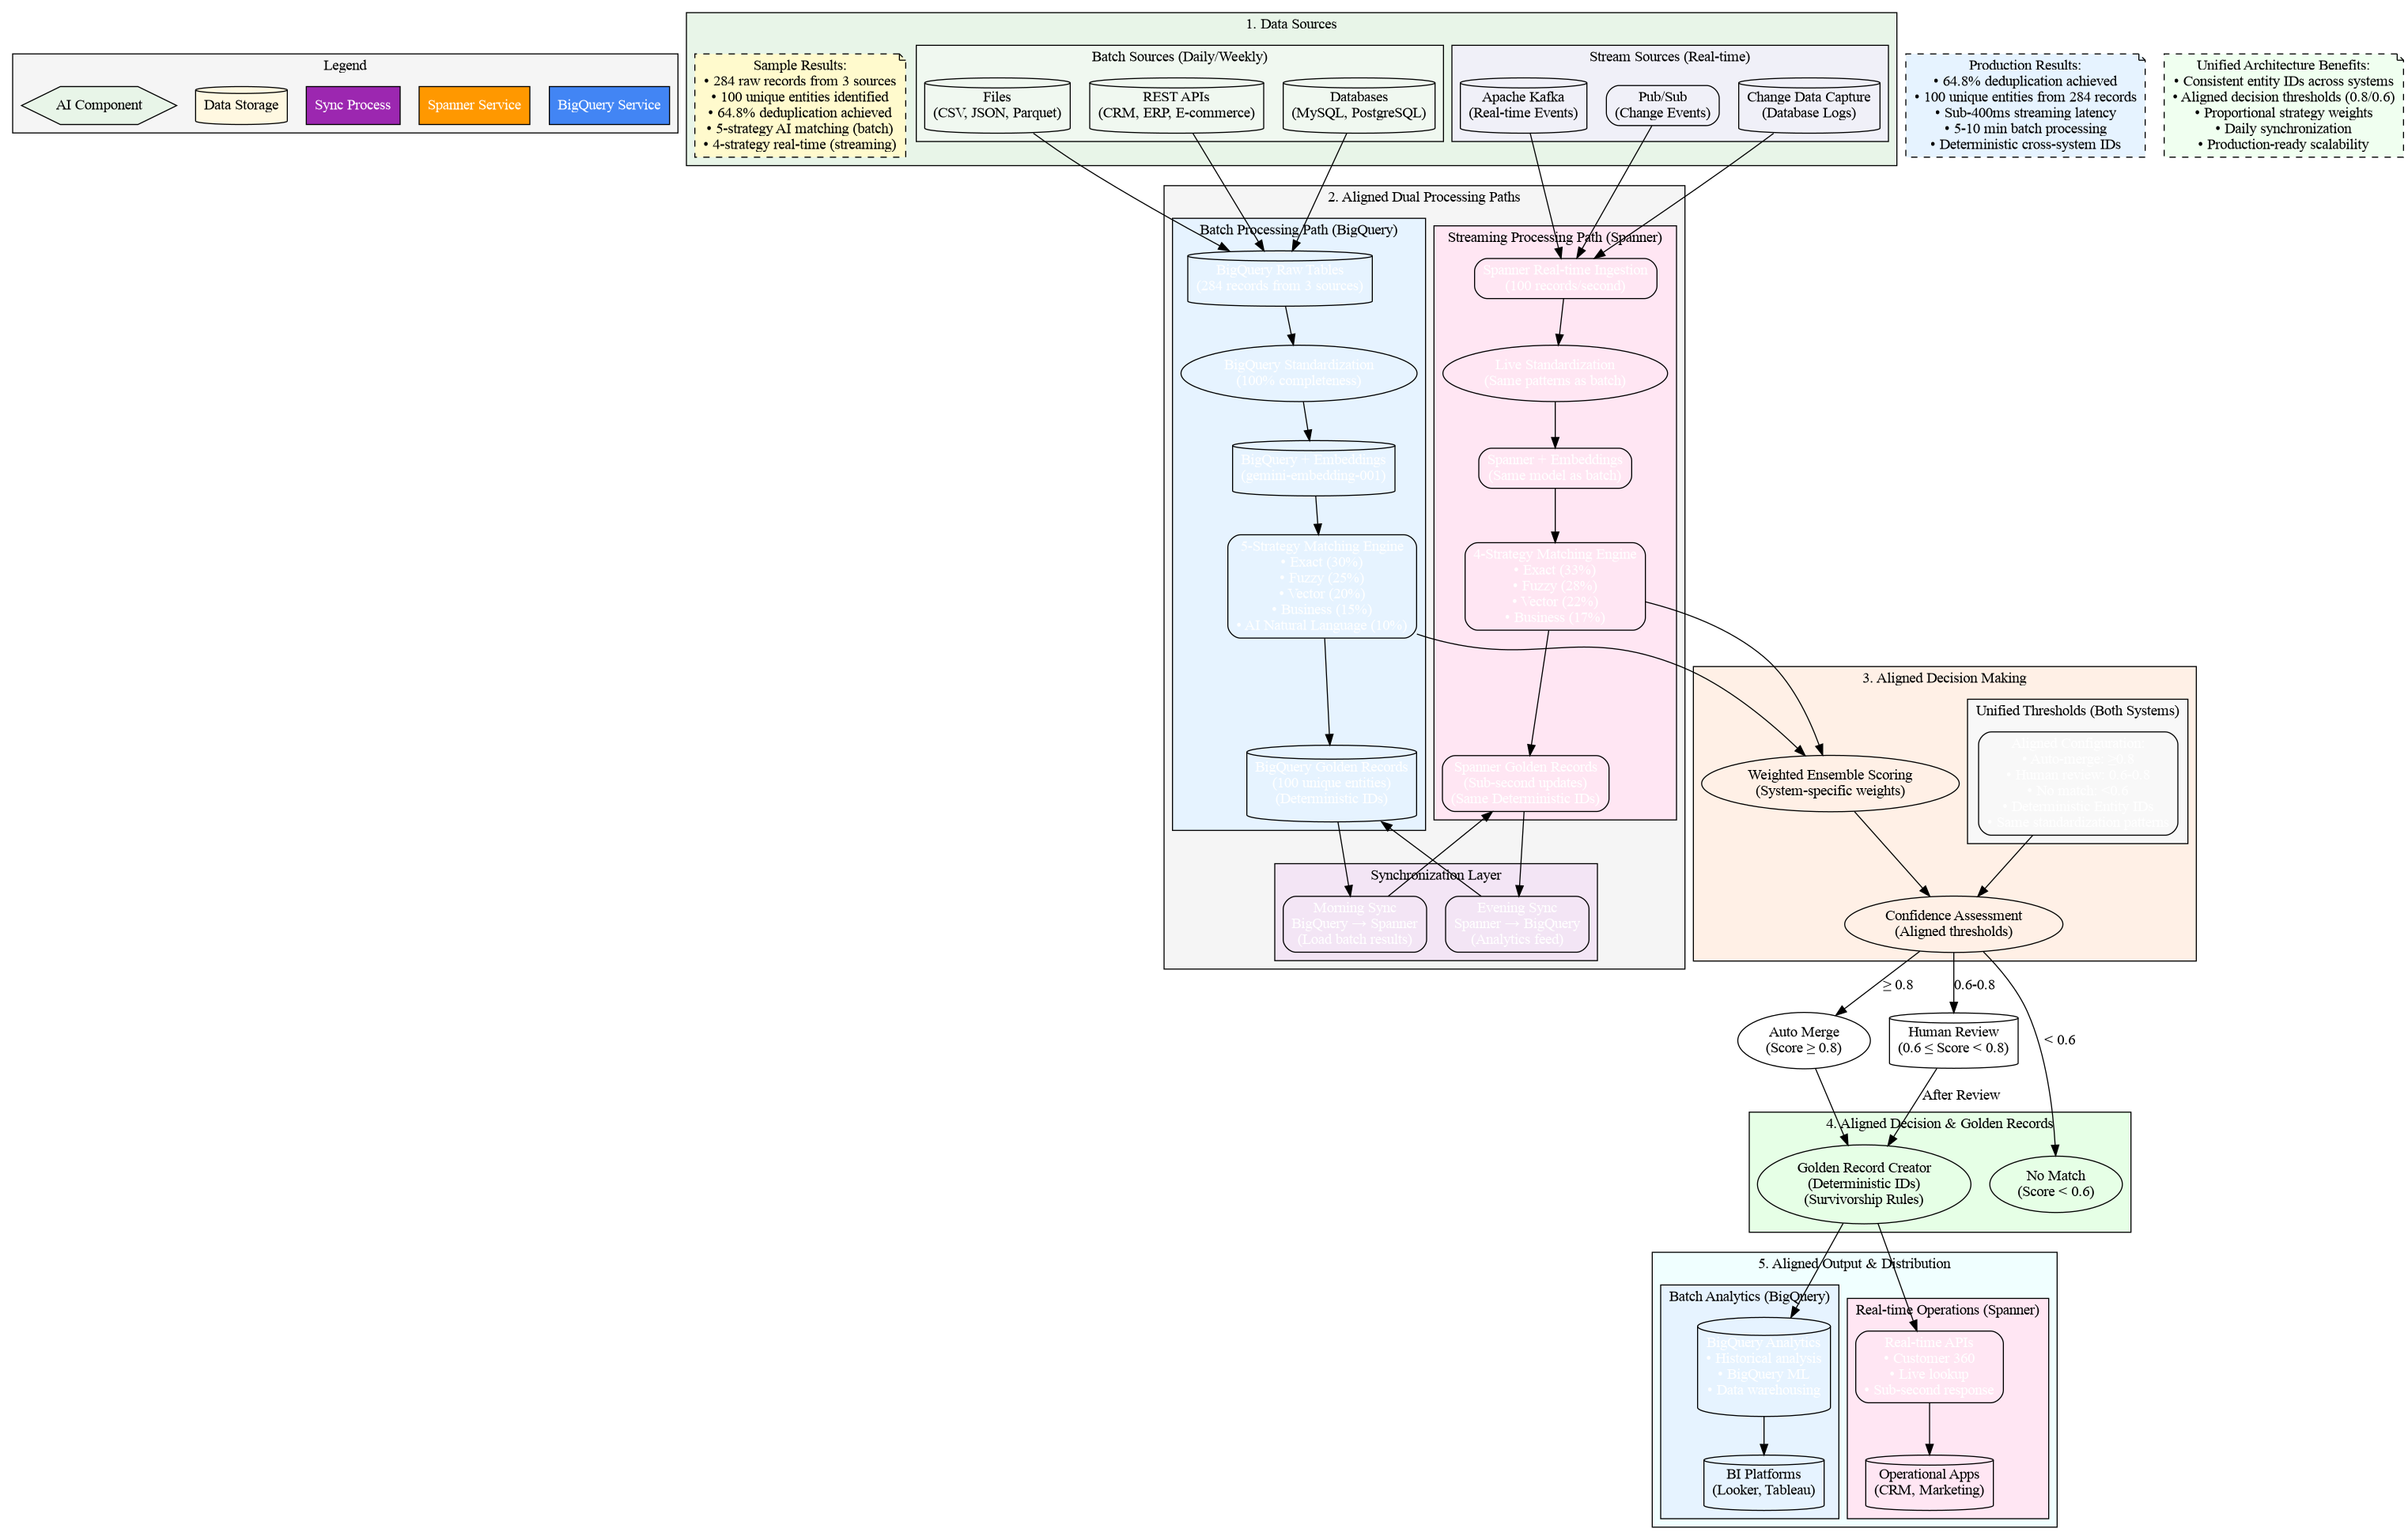 1. Data Sources
Legend
AI Component
Data Storage
Sync Process
Spanner Service
BigQuery Service
Sample Results:
• 284 raw records from 3 sources
• 100 unique entities identified
• 64.8% deduplication achieved
• 5-strategy AI matching (batch)
• 4-strategy real-time (streaming)
Batch Sources (Daily/Weekly)
Files
(CSV, JSON, Parquet)
REST APIs
(CRM, ERP, E-commerce)
Databases
(MySQL, PostgreSQL)
Stream Sources (Real-time)
Apache Kafka
(Real-time Events)
Pub/Sub
(Change Events)
Change Data Capture
(Database Logs)
Production Results:
• 64.8% deduplication achieved
• 100 unique entities from 284 records
• Sub-400ms streaming latency
• 5-10 min batch processing
• Deterministic cross-system IDs
Unified Architecture Benefits:
• Consistent entity IDs across systems
• Aligned decision thresholds (0.8/0.6)
• Proportional strategy weights
• Daily synchronization
• Production-ready scalability
2. Aligned Dual Processing Paths
Batch Processing Path (BigQuery)
BigQuery Raw Tables
(284 records from 3 sources)
BigQuery Standardization
(100% completeness)
BigQuery + Embeddings
(gemini-embedding-001)
5-Strategy Matching Engine
• Exact (30%)
• Fuzzy (25%)
• Vector (20%)
• Business (15%)
• AI Natural Language (10%)
BigQuery Golden Records
(100 unique entities)
(Deterministic IDs)
Streaming Processing Path (Spanner)
Spanner Real-time Ingestion
(100 records/second)
Live Standardization
(Same patterns as batch)
Spanner + Embeddings
(Same model as batch)
4-Strategy Matching Engine
• Exact (33%)
• Fuzzy (28%)
• Vector (22%)
• Business (17%)
Spanner Golden Records
(Sub-second updates)
(Same Deterministic IDs)
Synchronization Layer
Morning Sync
BigQuery → Spanner
(Load batch results)
Evening Sync
Spanner → BigQuery
(Analytics feed)
3. Aligned Decision Making
Weighted Ensemble Scoring
(System-specific weights)
Unified Thresholds (Both Systems)
Confidence Assessment
(Aligned thresholds)
≥ 0.8
0.6-0.8
< 0.6
Auto Merge
(Score ≥ 0.8)
Human Review
(0.6 ≤ Score < 0.8)
After Review
4. Aligned Decision & Golden Records
Golden Record Creator
(Deterministic IDs)
(Survivorship Rules)
No Match
(Score < 0.6)
5. Aligned Output & Distribution
Batch Analytics (BigQuery)
BigQuery Analytics
• Historical analysis
• BigQuery ML
• Data warehousing
BI Platforms
(Looker, Tableau)
Real-time Operations (Spanner)
Real-time APIs
• Customer 360
• Live lookup
• Sub-second response
Operational Apps
(CRM, Marketing)